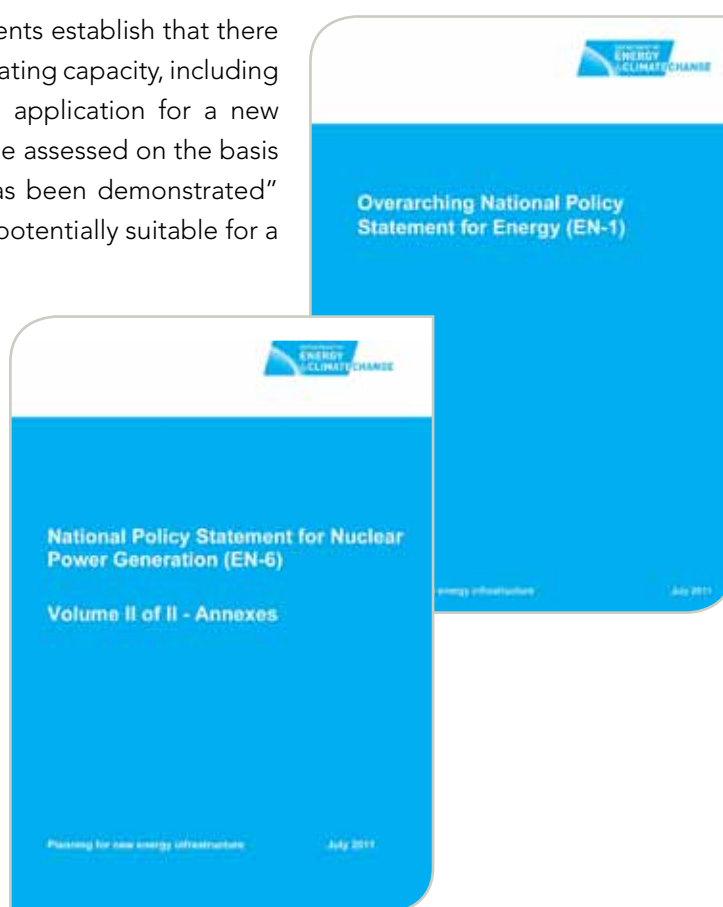 ents establish that there
ating capacity, including
application for a new
e assessed on the basis
as been demonstrated”
potentially suitable for a
ENERGY
& CLIMATE CHANGE
Overarching National Policy
Statement for Energy (EN-1)
energy infrastructure July 2011
ENERGY
& CLIMATE CHANGE
National Policy Statement for Nuclear
Power Generation (EN-6)
Volume II of II - Annexes
Planning for new energy infrastructure July 2011